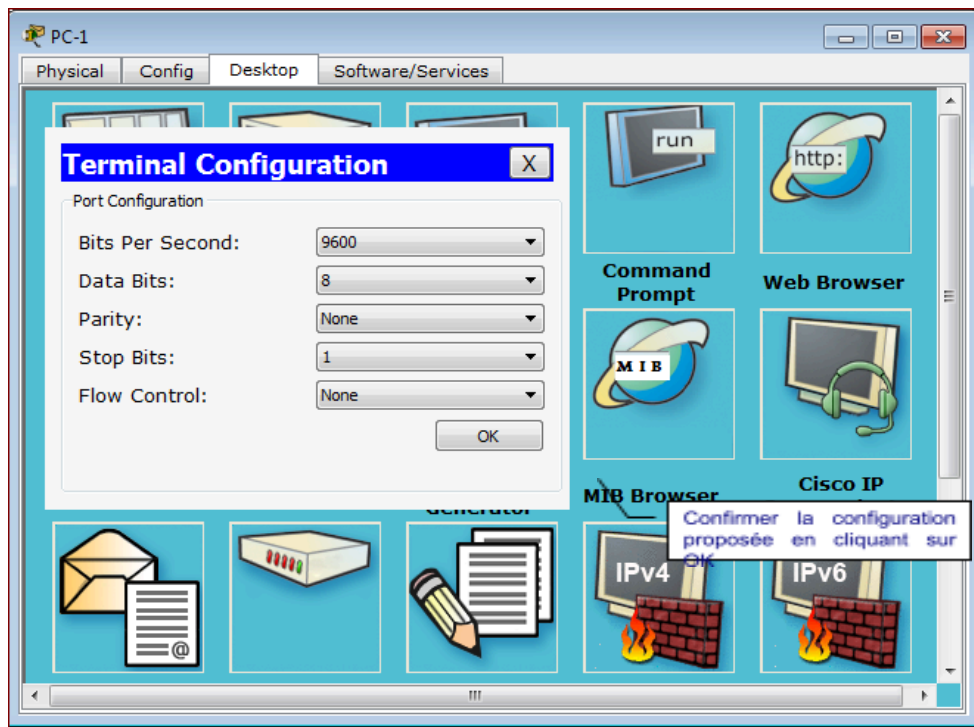 PC-1
Physical Config Desktop Software/Services
Terminal Configuration X
Port Configuration
Bits Per Second: 9600
Data Bits: 8
Parity: None
Stop Bits: 1
Flow Control: None
OK
run
http:
Command
Prompt
Web Browser
MIB
MIB Browser
Cisco IP
Generator
Confirmer la configuration
proposée en cliquant sur
OK
IPv4
IPv6
@